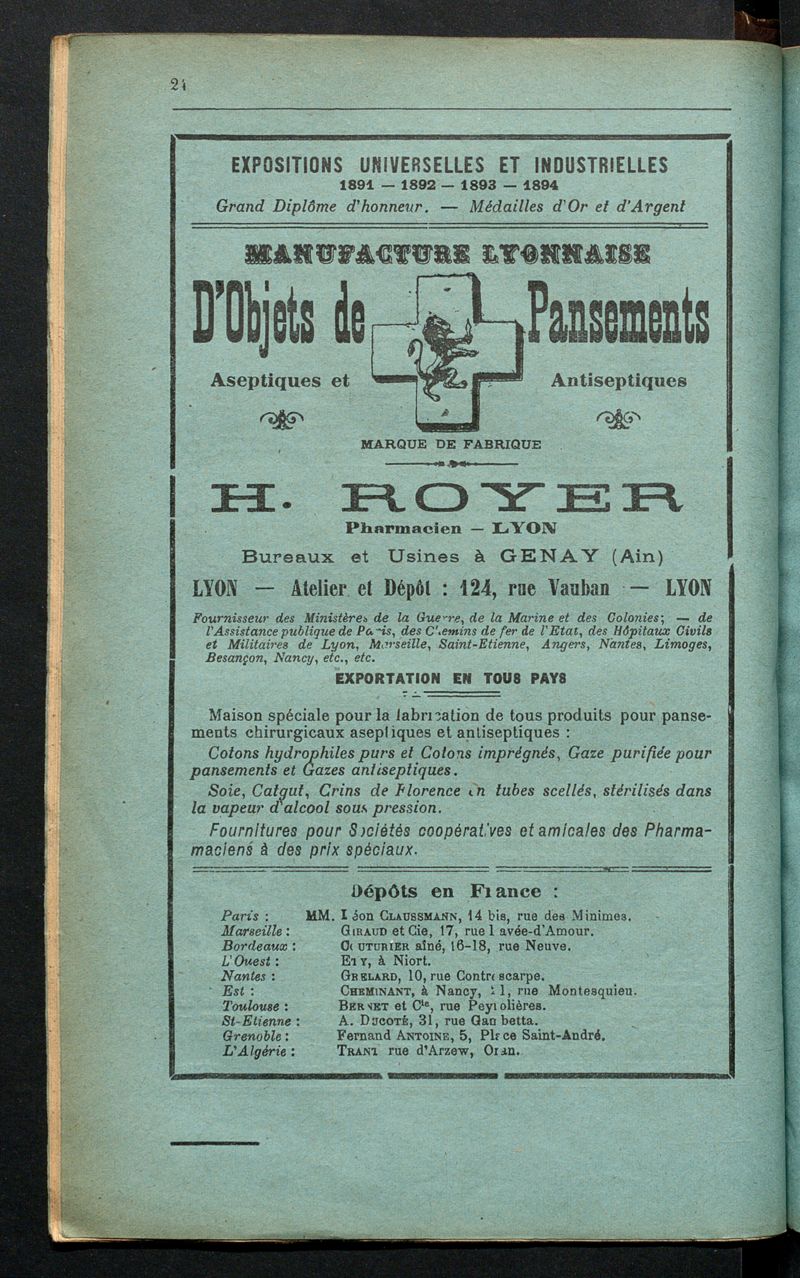 24
EXPOSITIONS UNIVERSELLES ET INDUSTRIELLES
1891 — 1892 — 1893 — 1894
Grand Diplôme d'honneur. — Médailles d'Or et d'Argent
MANUFACTURE LYONNAISE
D'Objets de Pansements
Aseptiques et Antiseptiques
MARQUE DE FABRIQUE
H. ROYER
Pharmacien — LYON
Bureaux et Usines à GENAY (Ain)
LYON — Atelier et Dépôt : 124, rue Vauban — LYON
Fournisseur des Ministères de la Guerre, de la Marine et des Colonies; — de
l'Assistance publique de Paris, des Chemins de fer de l'Etat, des Hôpitaux Civils
et Militaires de Lyon, Marseille, Saint-Etienne, Angers, Nantes, Limoges,
Besançon, Nancy, etc., etc.
EXPORTATION EN TOUS PAYS
Maison spéciale pour la fabrication de tous produits pour panse-
ments chirurgicaux aseptiques et antiseptiques :
Cotons hydrophiles purs et Cotons imprégnés, Gaze purifiée pour
pansements et Gazes antiseptiques.
Soie, Catgut, Crins de Florence en tubes scellés, stérilisés dans
la vapeur d'alcool sous pression.
Fournitures pour Sociétés coopératives et amicales des Pharma-
maciens à des prix spéciaux.
Dépôts en France :
Paris : MM. Léon CLAUSSMANN, 14 bis, rue des Minimes.
Marseille : GIRAUD et Cie, 17, rue Pavée-d'Amour.
Bordeaux : COUTURIER aîné, 16-18, rue Neuve.
L'Ouest : à Niort.
Nantes : GRELARD, 10, rue Contrescarpe.
Est : CHEMINANT, à Nancy, 11, rue Montesquieu.
Toulouse : BERNET et Cie, rue Peyrolières.
St-Etienne : A. DUCOTÉ, 31, rue Gambetta.
Grenoble : Fernand ANTOINE, 5, Place Saint-André.
L'Algérie : TRANI rue d'Arzew, Oran.